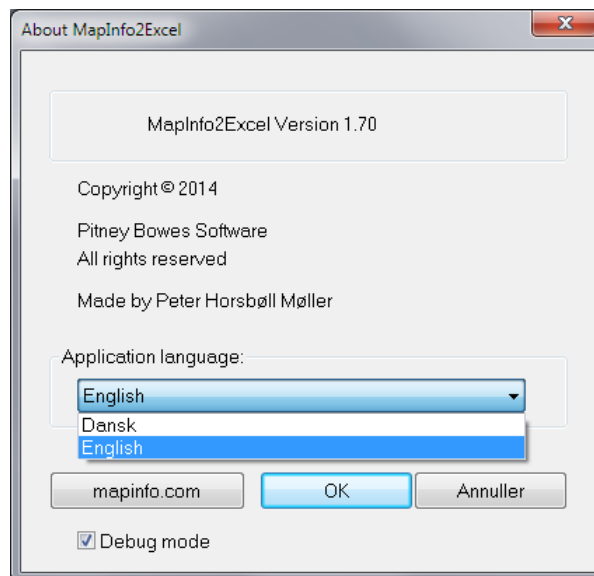 About MapInfo2Excel
MapInfo2Excel Version 1.70
Copyright © 2014
Pitney Bowes Software
All rights reserved
Made by Peter Horsbøll Møller
Application language:
English
Dansk
English
mapinfo.com
OK
Annuller
Debug mode